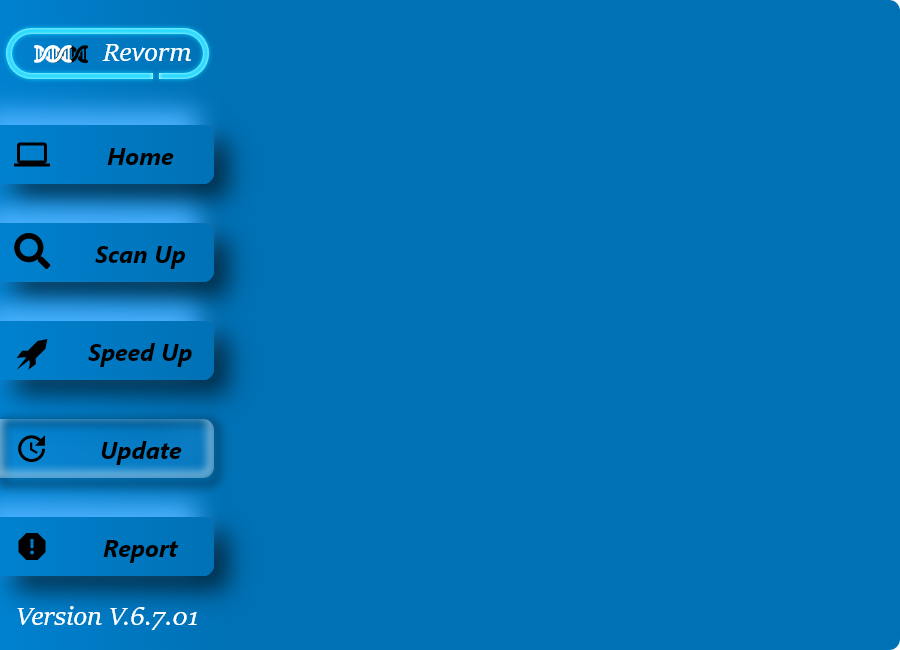 Revorm
Home
Scan Up
Speed Up
Update
Report
Version V.6.7.01